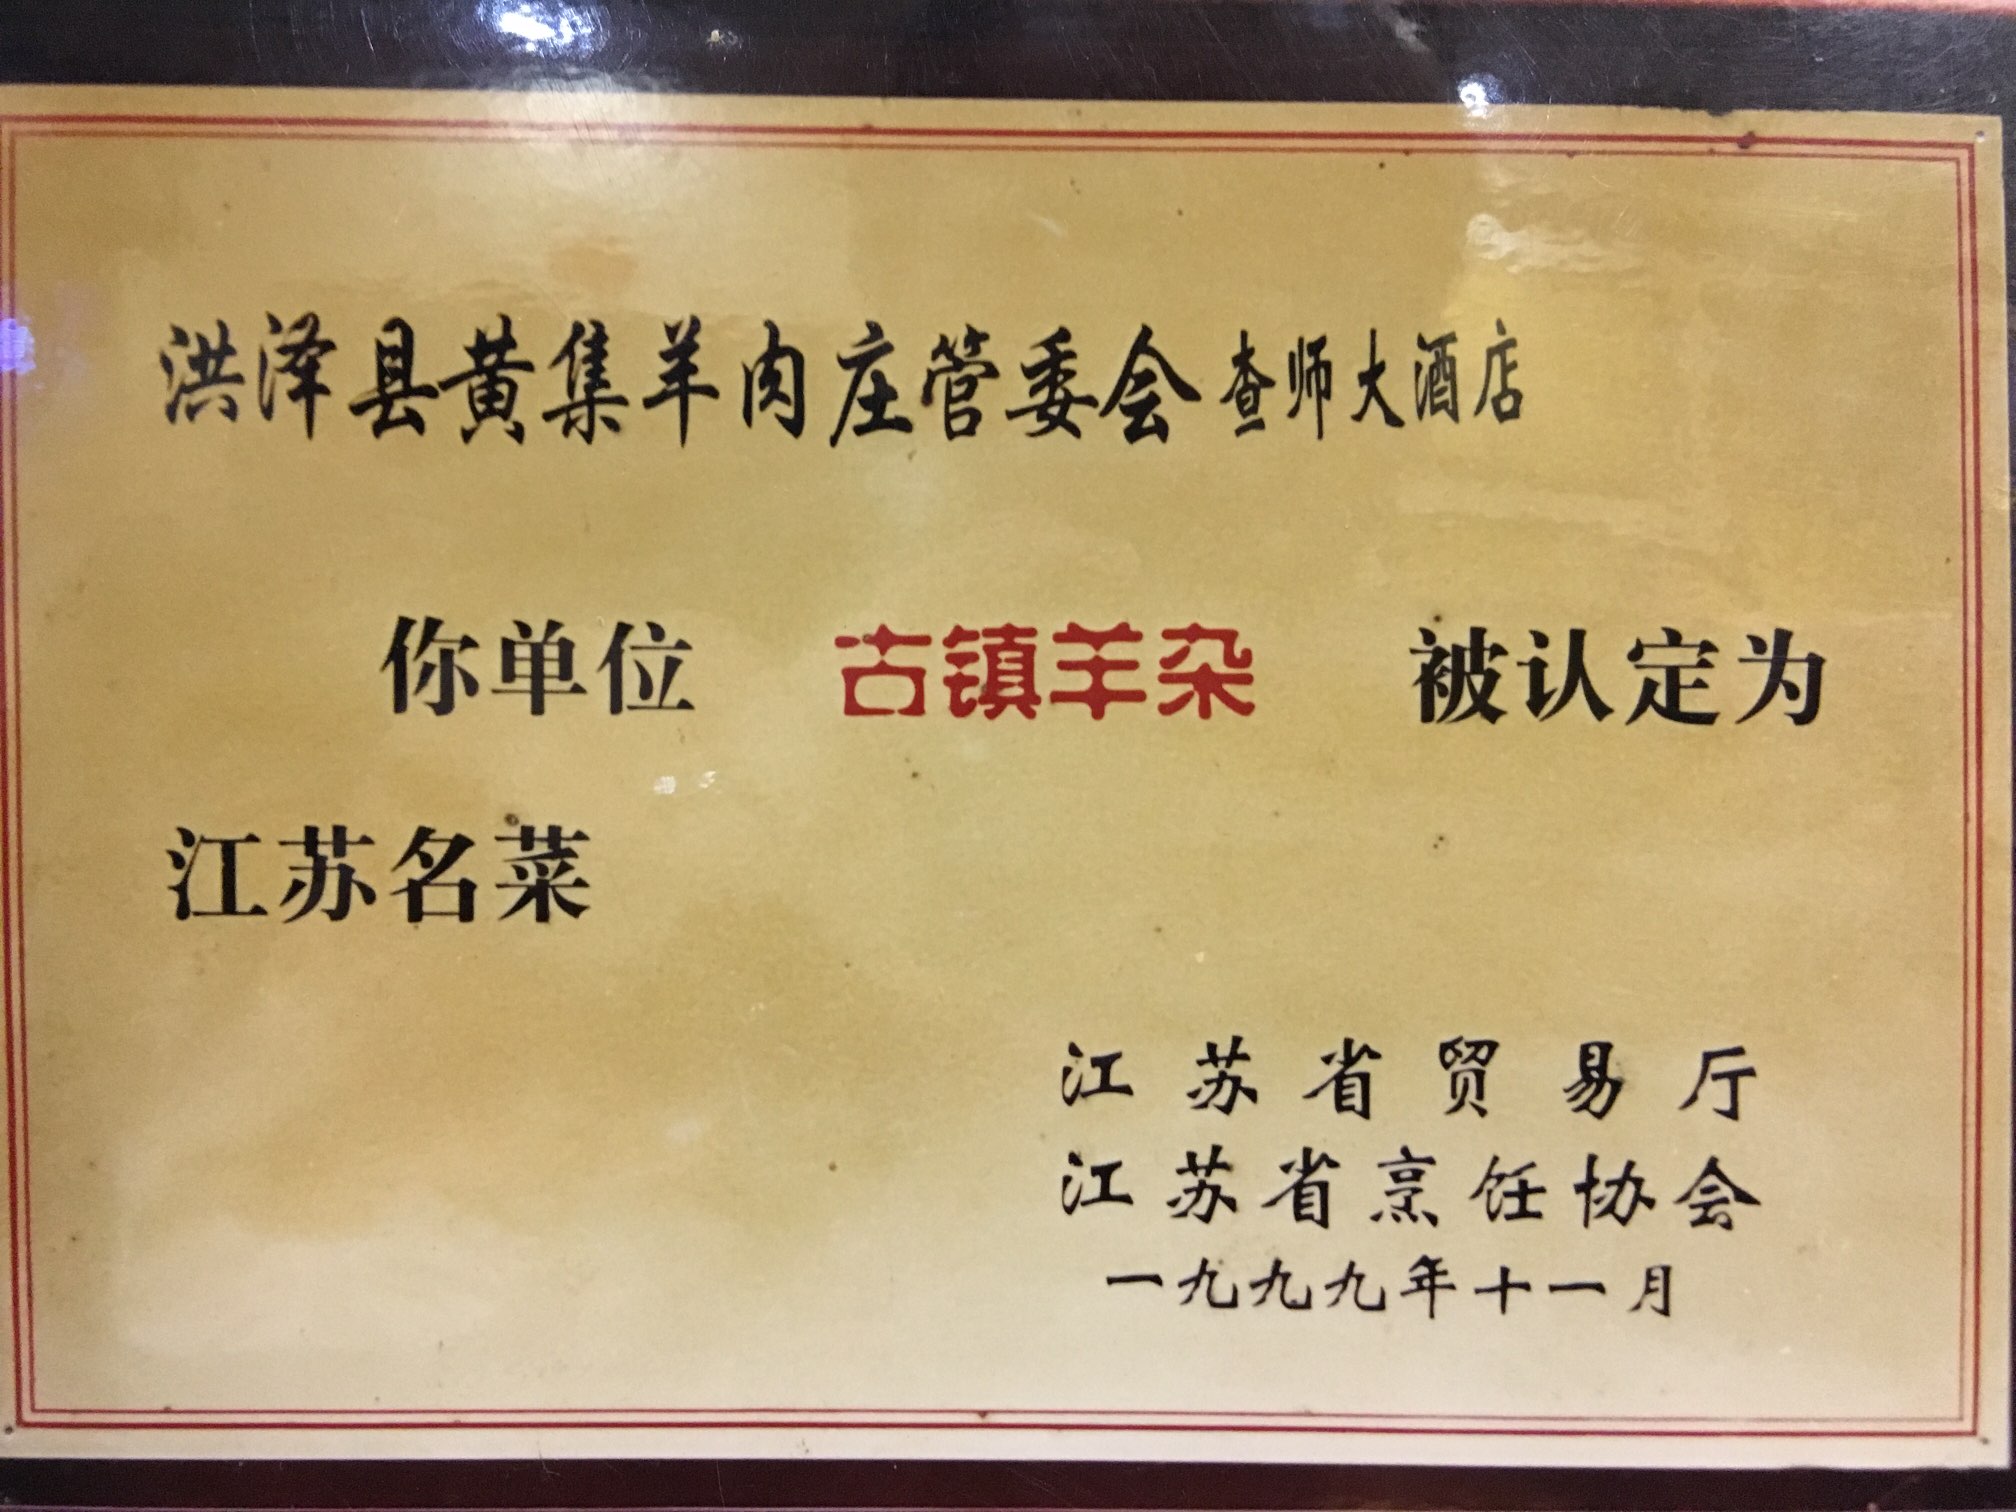 洪泽县黄集羊肉庄管委会查师大酒店
你单位 古镇羊杂 被认定为
江苏名菜
江苏省贸易厅
江苏省烹饪协会
一九九九年十一月